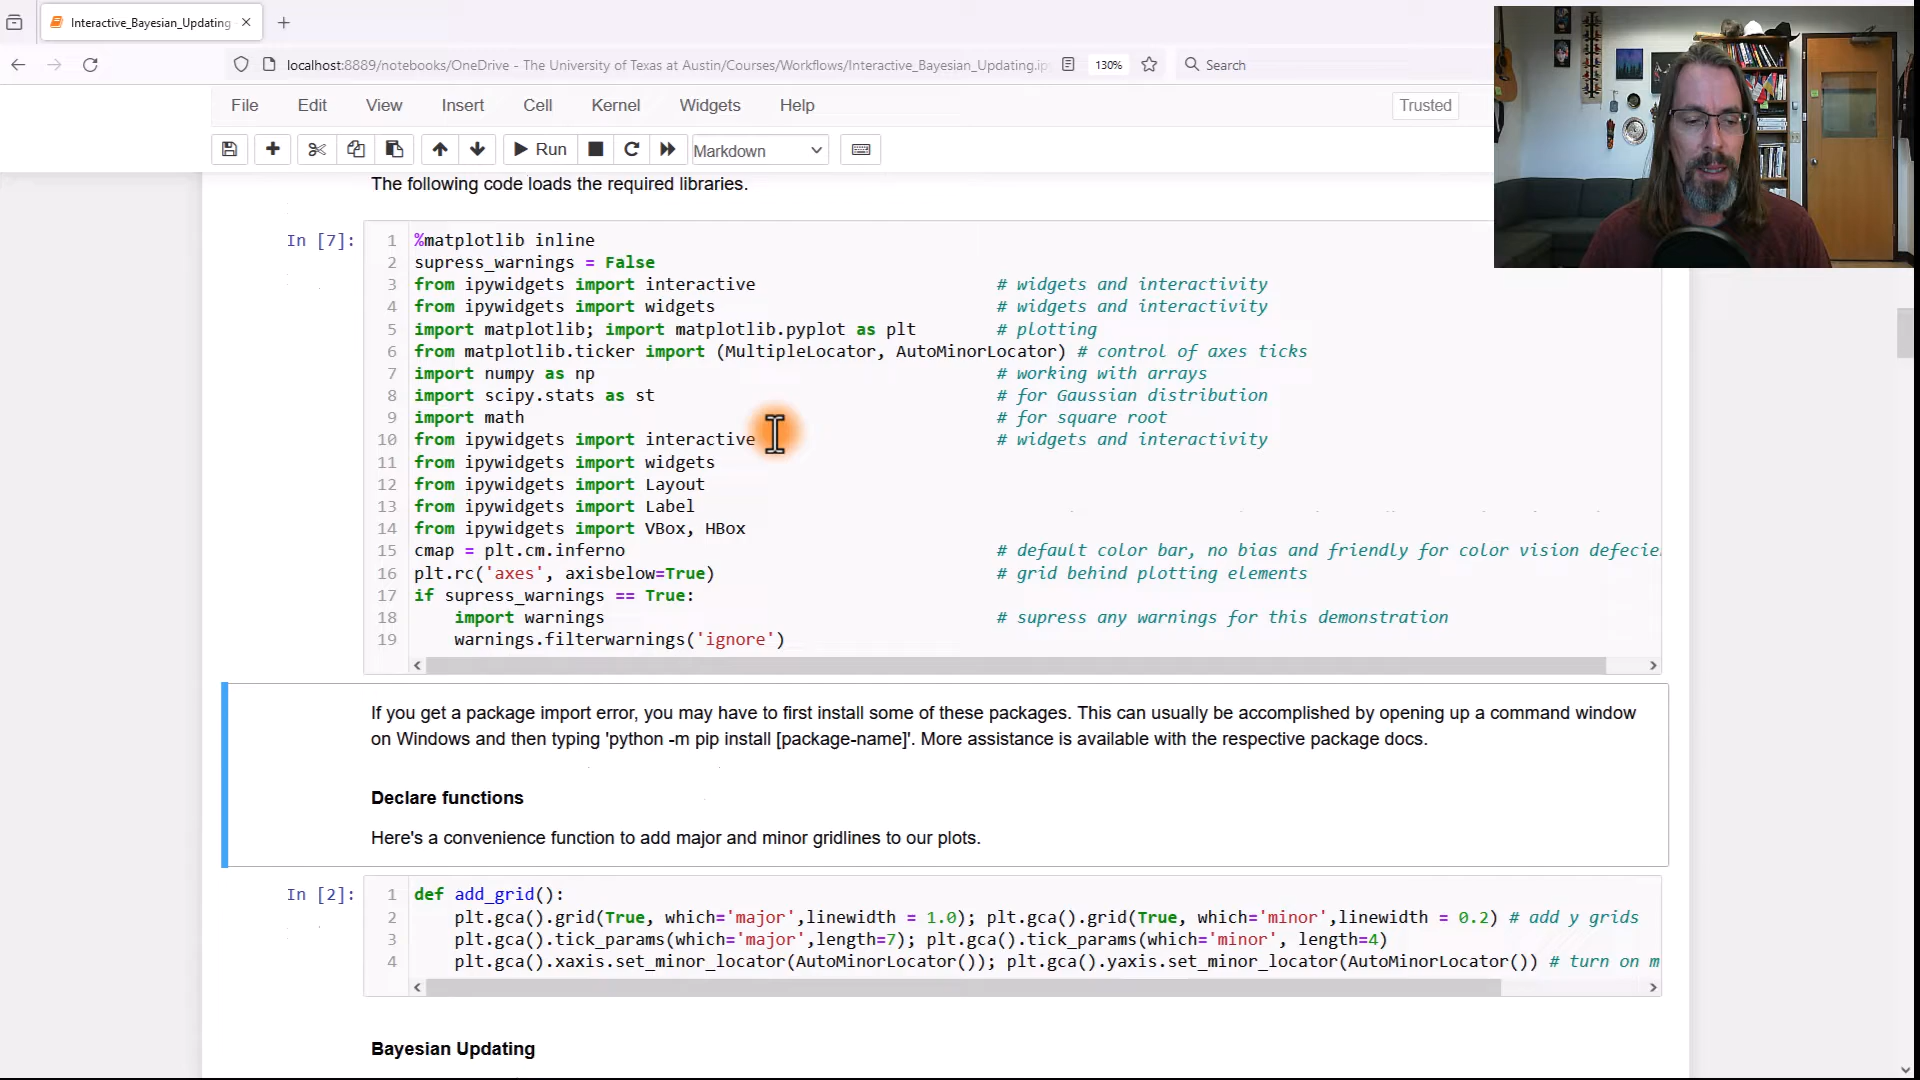 Interactive_Bayesian_Updating
localhost:8889/notebooks/OneDrive - The University of Texas at Austin/Courses/Workflows/Interactive_Bayesian_Updating.ip
130%
Search
File Edit View Insert Cell Kernel Widgets Help
Trusted
Run
Markdown
The following code loads the required libraries.
In [7]:
1 %matplotlib inline
2 supress_warnings = False
3 from ipywidgets import interactive # widgets and interactivity
4 from ipywidgets import widgets # widgets and interactivity
5 import matplotlib; import matplotlib.pyplot as plt # plotting
6 from matplotlib.ticker import (MultipleLocator, AutoMinorLocator) # control of axes ticks
7 import numpy as np # working with arrays
8 import scipy.stats as st # for Gaussian distribution
9 import math # for square root
10 from ipywidgets import interactive # widgets and interactivity
11 from ipywidgets import widgets
12 from ipywidgets import Layout
13 from ipywidgets import Label
14 from ipywidgets import VBox, HBox
15 cmap = plt.cm.inferno # default color bar, no bias and friendly for color vision defecie
16 plt.rc('axes', axisbelow=True) # grid behind plotting elements
17 if supress_warnings == True:
18 import warnings # supress any warnings for this demonstration
19 warnings.filterwarnings('ignore')
If you get a package import error, you may have to first install some of these packages. This can usually be accomplished by opening up a command window
on Windows and then typing 'python -m pip install [package-name]'. More assistance is available with the respective package docs.
Declare functions
Here's a convenience function to add major and minor gridlines to our plots.
In [2]:
1 def add_grid():
2 plt.gca().grid(True, which='major',linewidth = 1.0); plt.gca().grid(True, which='minor',linewidth = 0.2) # add y grids
3 plt.gca().tick_params(which='major',length=7); plt.gca().tick_params(which='minor', length=4)
4 plt.gca().xaxis.set_minor_locator(AutoMinorLocator()); plt.gca().yaxis.set_minor_locator(AutoMinorLocator()) # turn on m
Bayesian Updating